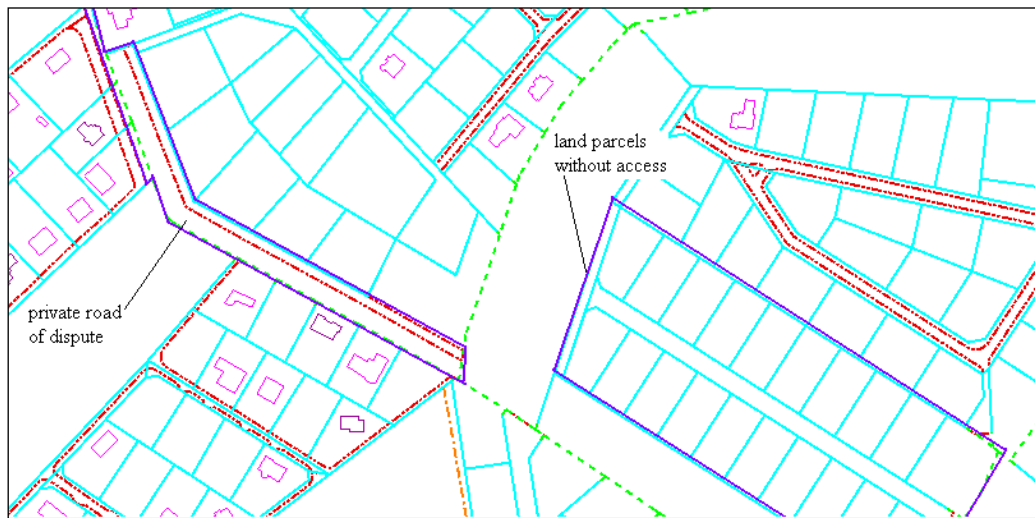 land parcels
without access
private road
of dispute